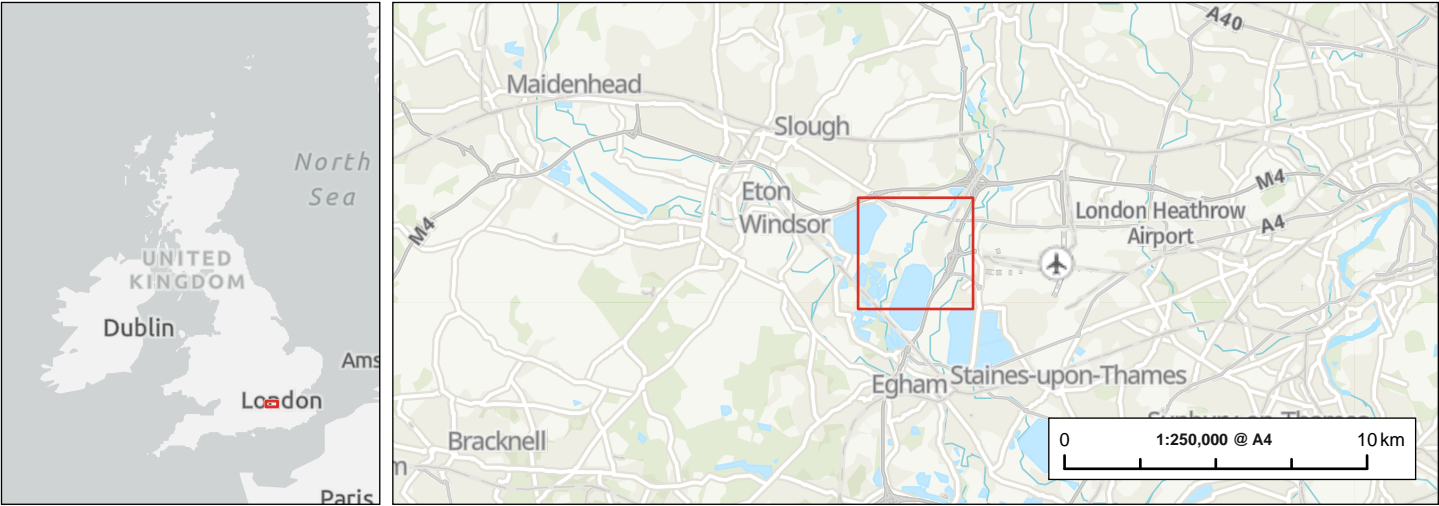 North
Sea
UNITED
KINGDOM
Dublin
Ams
London
Paris
A40
Maidenhead
Slough
M4
Eton
Windsor
London Heathrow
Airport
A4
M4
Egham
Staines-upon-Thames
Bracknell
m
0
1:250,000 @ A4
10 km